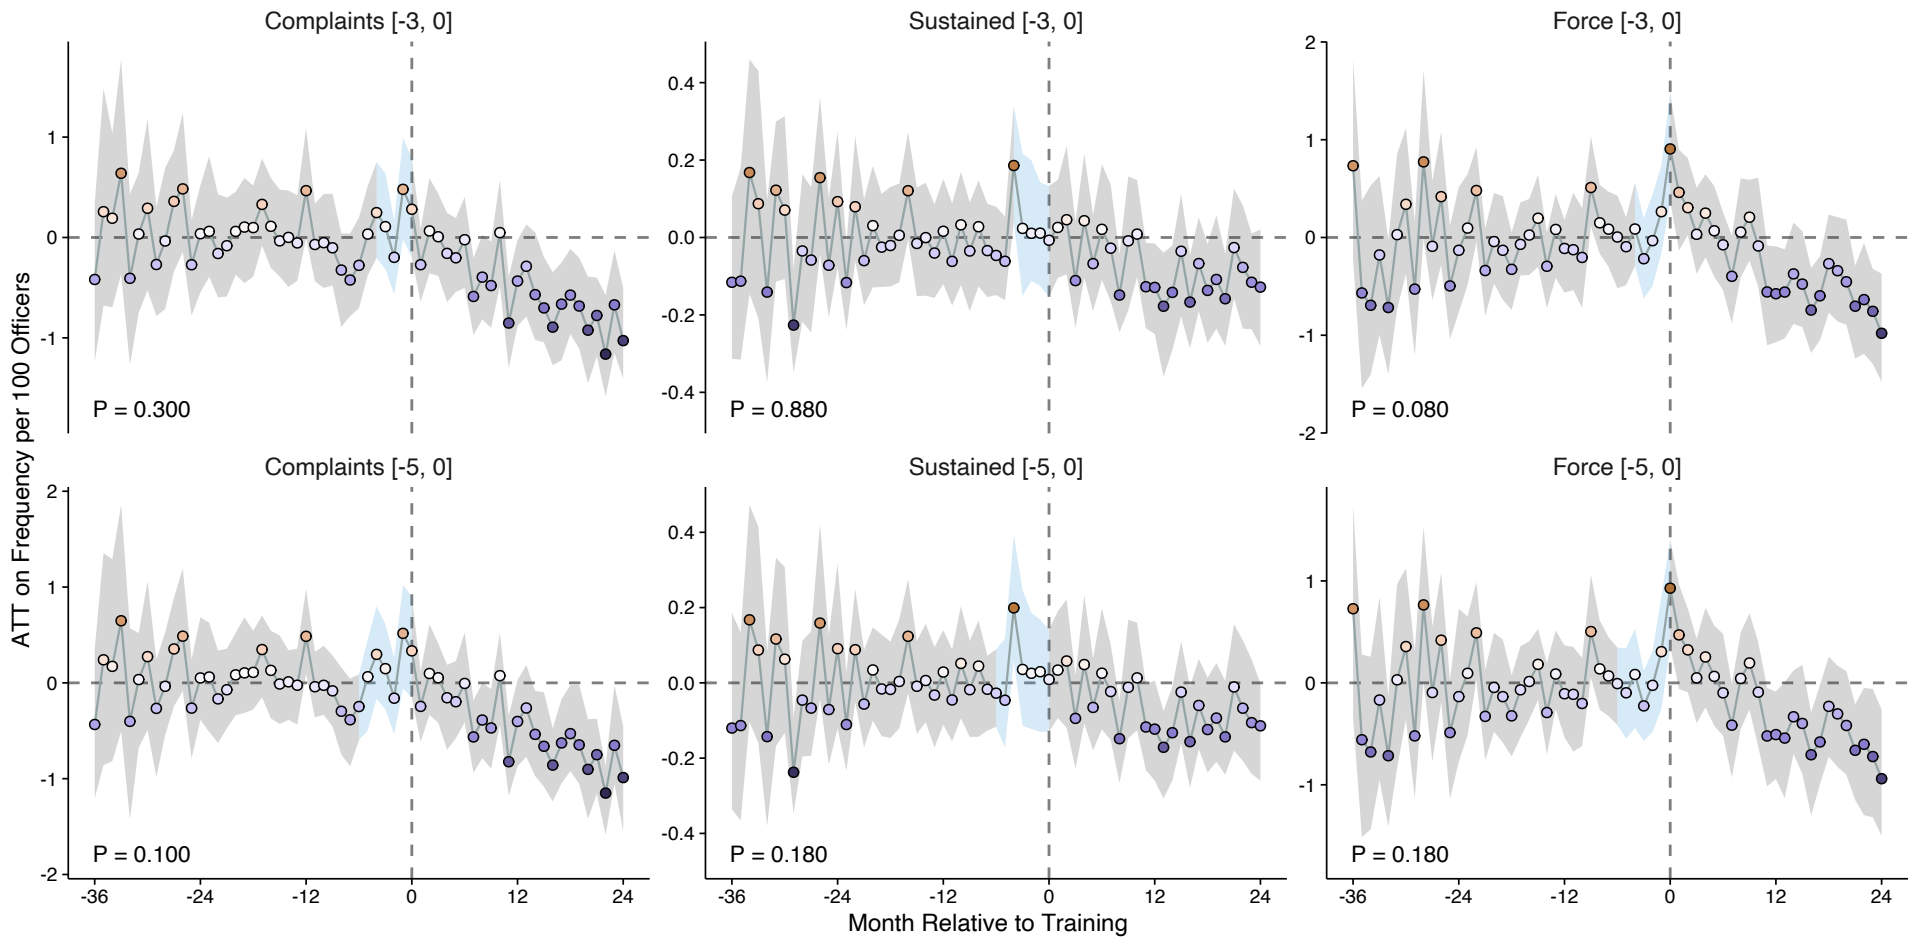 Complaints [-3, 0]
Sustained [-3, 0]
Force [-3, 0]
1
0
-1
P = 0.300
0.4
0.2
0.0
-0.2
-0.4
P = 0.880
2
1
0
-1
-2
P = 0.080
ATT on Frequency per 100 Officers
Complaints [-5, 0]
Sustained [-5, 0]
Force [-5, 0]
2
1
0
-1
-2
P = 0.100
-36 -24 -12 0 12 24
0.4
0.2
0.0
-0.2
-0.4
P = 0.180
-36 -24 -12 0 12 24
1
0
-1
P = 0.180
-36 -24 -12 0 12 24
Month Relative to Training